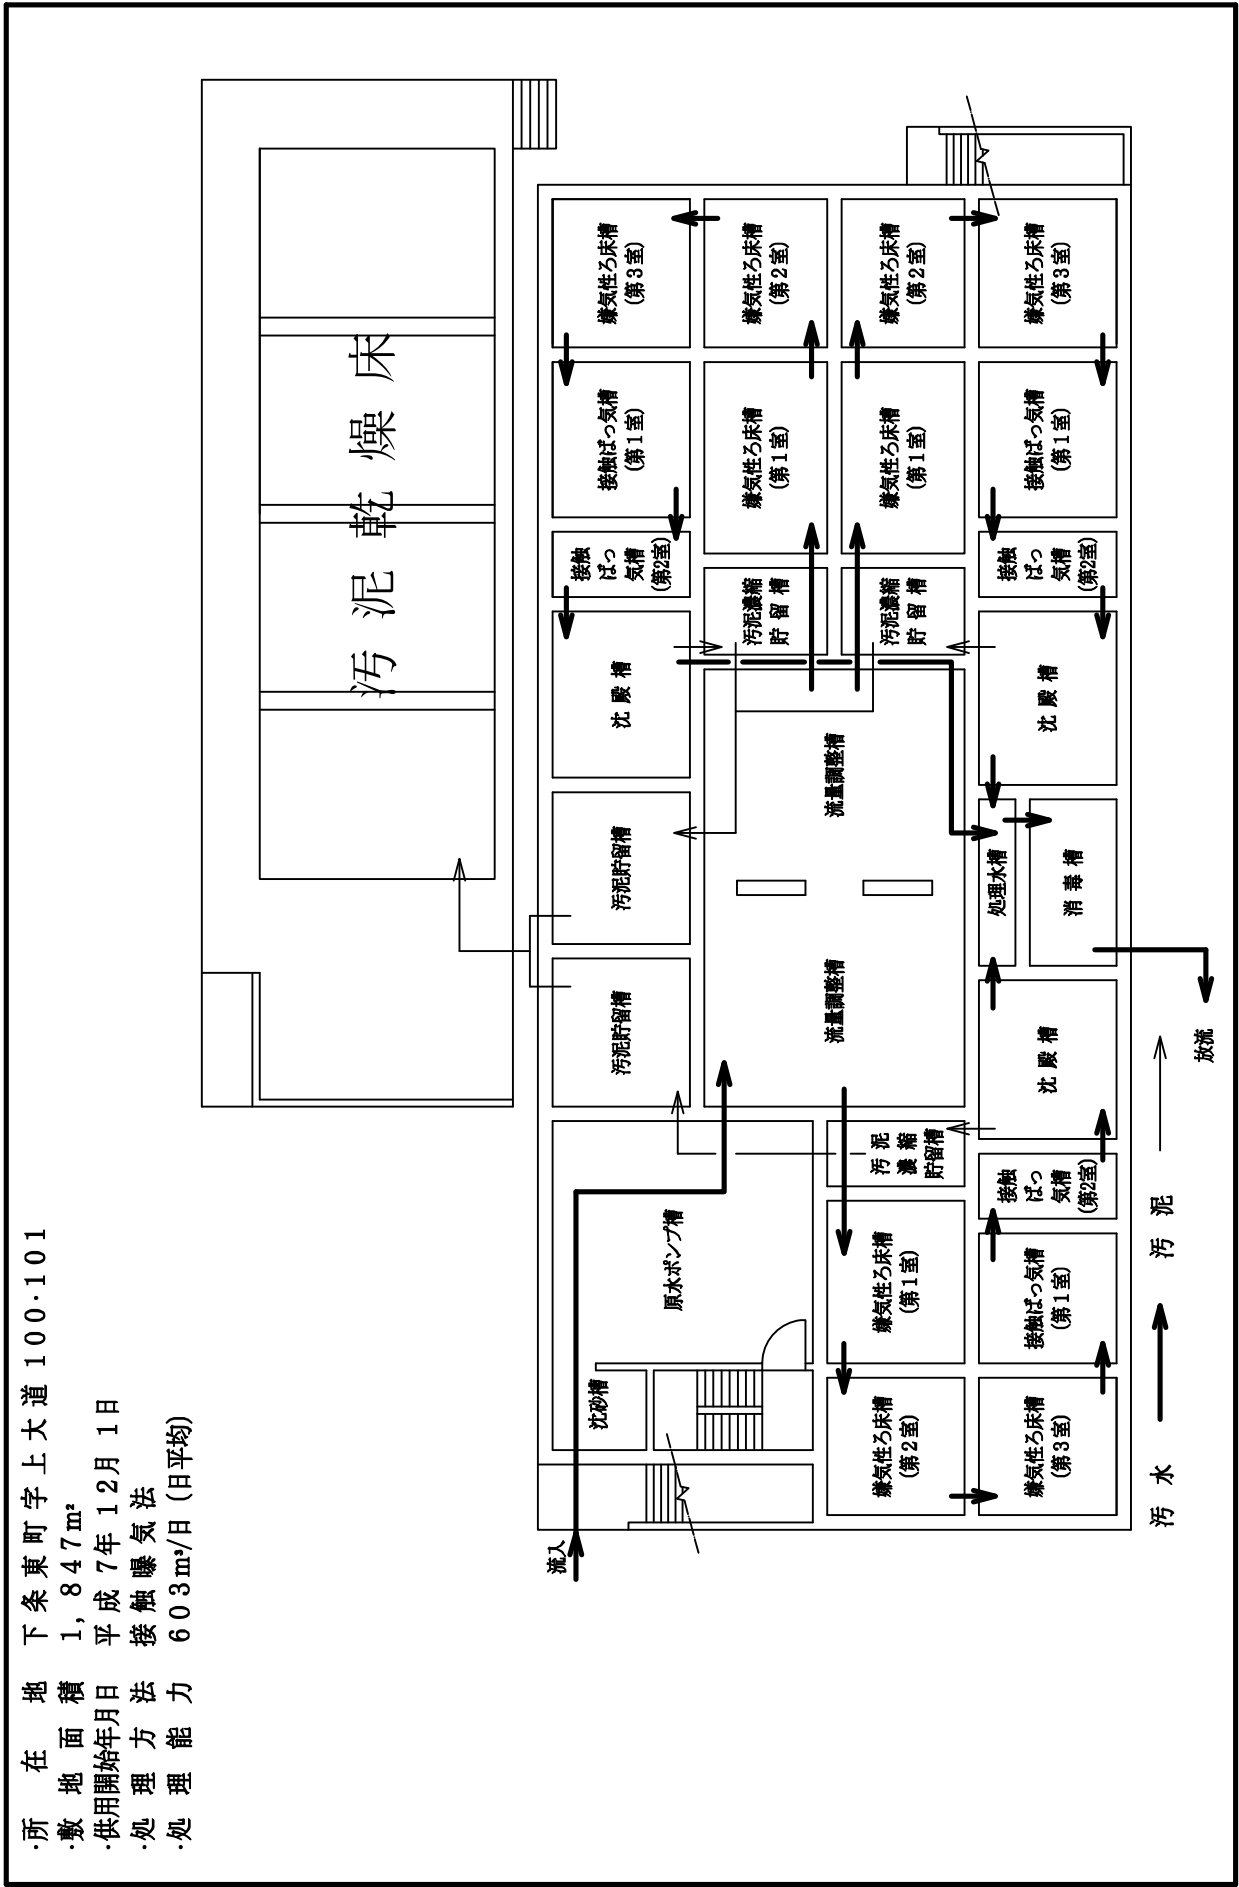 ・所在地 下条東町字上大道100・101
・敷地面積 1,847m²
・供用開始年月日 平成7年12月1日
・処理方法 接触曝気法
・処理能力 603m³/日(日平均)
汚泥乾燥床
流入
沈砂槽
汚泥貯留槽
汚泥貯留槽
沈殿槽
接触
ばっ
気槽
(第2室)
接触ばっ気槽
(第1室)
嫌気性ろ床槽
(第3室)
原水ポンプ槽
汚泥濃縮
貯留槽
嫌気性ろ床槽
(第1室)
嫌気性ろ床槽
(第2室)
流量調整槽
流量調整槽
嫌気性ろ床槽
(第2室)
嫌気性ろ床槽
(第1室)
汚泥
濃縮
貯留槽
汚泥濃縮
貯留槽
嫌気性ろ床槽
(第1室)
嫌気性ろ床槽
(第2室)
嫌気性ろ床槽
(第3室)
接触ばっ気槽
(第1室)
接触
ばっ
気槽
(第2室)
沈殿槽
処理水槽
消毒槽
沈殿槽
接触
ばっ
気槽
(第2室)
接触ばっ気槽
(第1室)
嫌気性ろ床槽
(第3室)
汚水
汚泥
放流